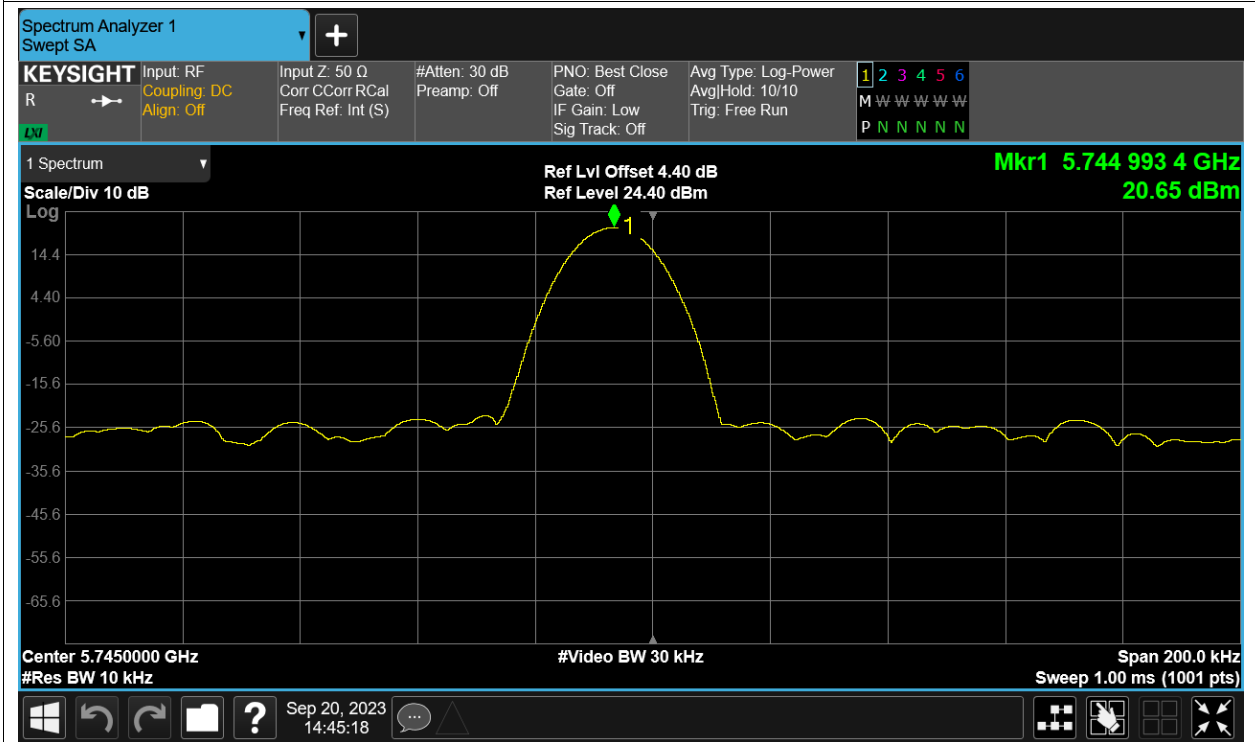 Spectrum Analyzer 1
Swept SA
+
KEYSIGHT
R
LXI
Input: RF
Coupling: DC
Align: Off
Input Z: 50 Ω
Corr CCorr RCal
Freq Ref: Int (S)
#Atten: 30 dB
Preamp: Off
PNO: Best Close
Gate: Off
IF Gain: Low
Sig Track: Off
Avg Type: Log-Power
Avg|Hold: 10/10
Trig: Free Run
1 2 3 4 5 6
M W W W W W
P N N N N N
1 Spectrum
Scale/Div 10 dB
Ref Lvl Offset 4.40 dB
Ref Level 24.40 dBm
Mkr1 5.744 993 4 GHz
20.65 dBm
Log
1
14.4
4.40
-5.60
-15.6
-25.6
-35.6
-45.6
-55.6
-65.6
Center 5.7450000 GHz
#Video BW 30 kHz
Span 200.0 kHz
#Res BW 10 kHz
Sweep 1.00 ms (1001 pts)
?
Sep 20, 2023
14:45:18